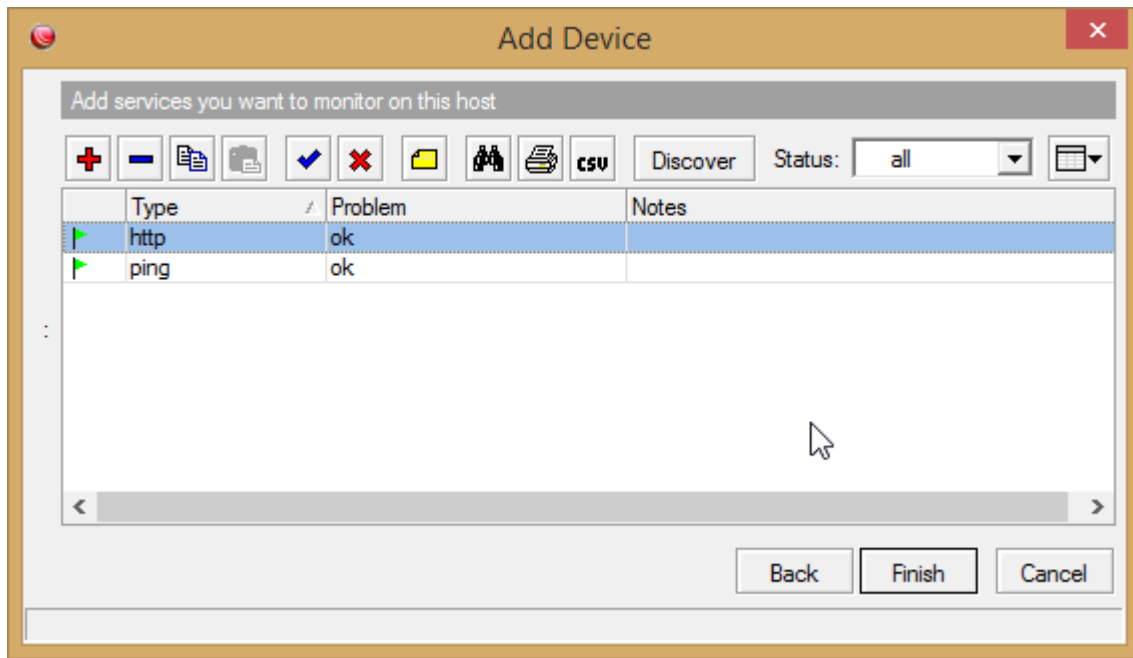 Add Device
Add services you want to monitor on this host
csv Discover Status: all
Type Problem Notes
http ok
ping ok
:
Back Finish Cancel